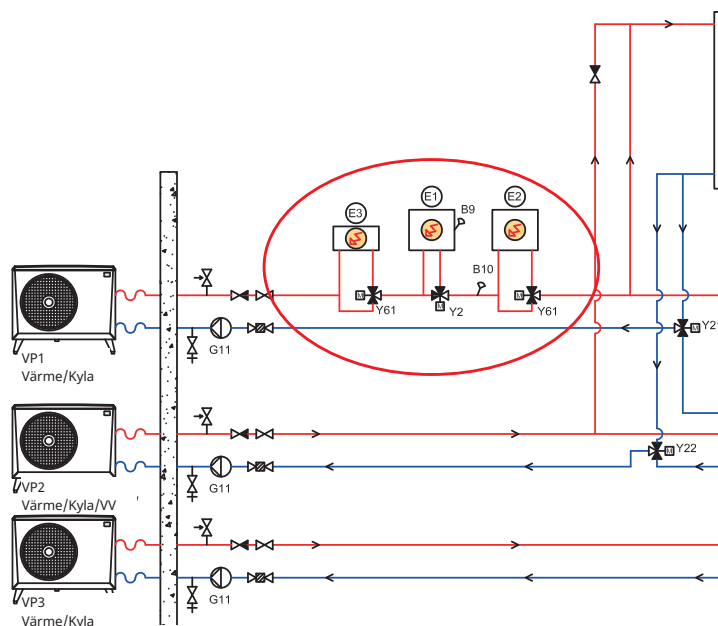 E3
E1
B9
E2
B10
M
Y61
M
Y2
M
Y61
G11
VP1
Värme/Kyla
M
Y21
M
Y22
G11
VP2
Värme/Kyla/VV
G11
VP3
Värme/Kyla